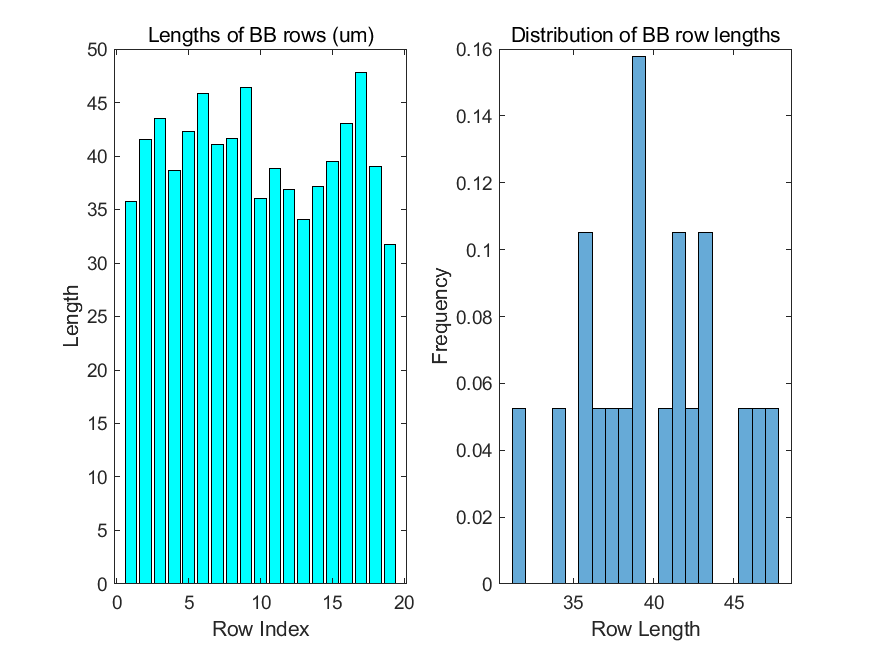 Lengths of BB rows (um)
50
45
40
35
30
25
20
15
10
5
0
Length
0 5 10 15 20
Row Index
Distribution of BB row lengths
0.16
0.14
0.12
0.1
0.08
0.06
0.04
0.02
0
Frequency
35 40 45
Row Length